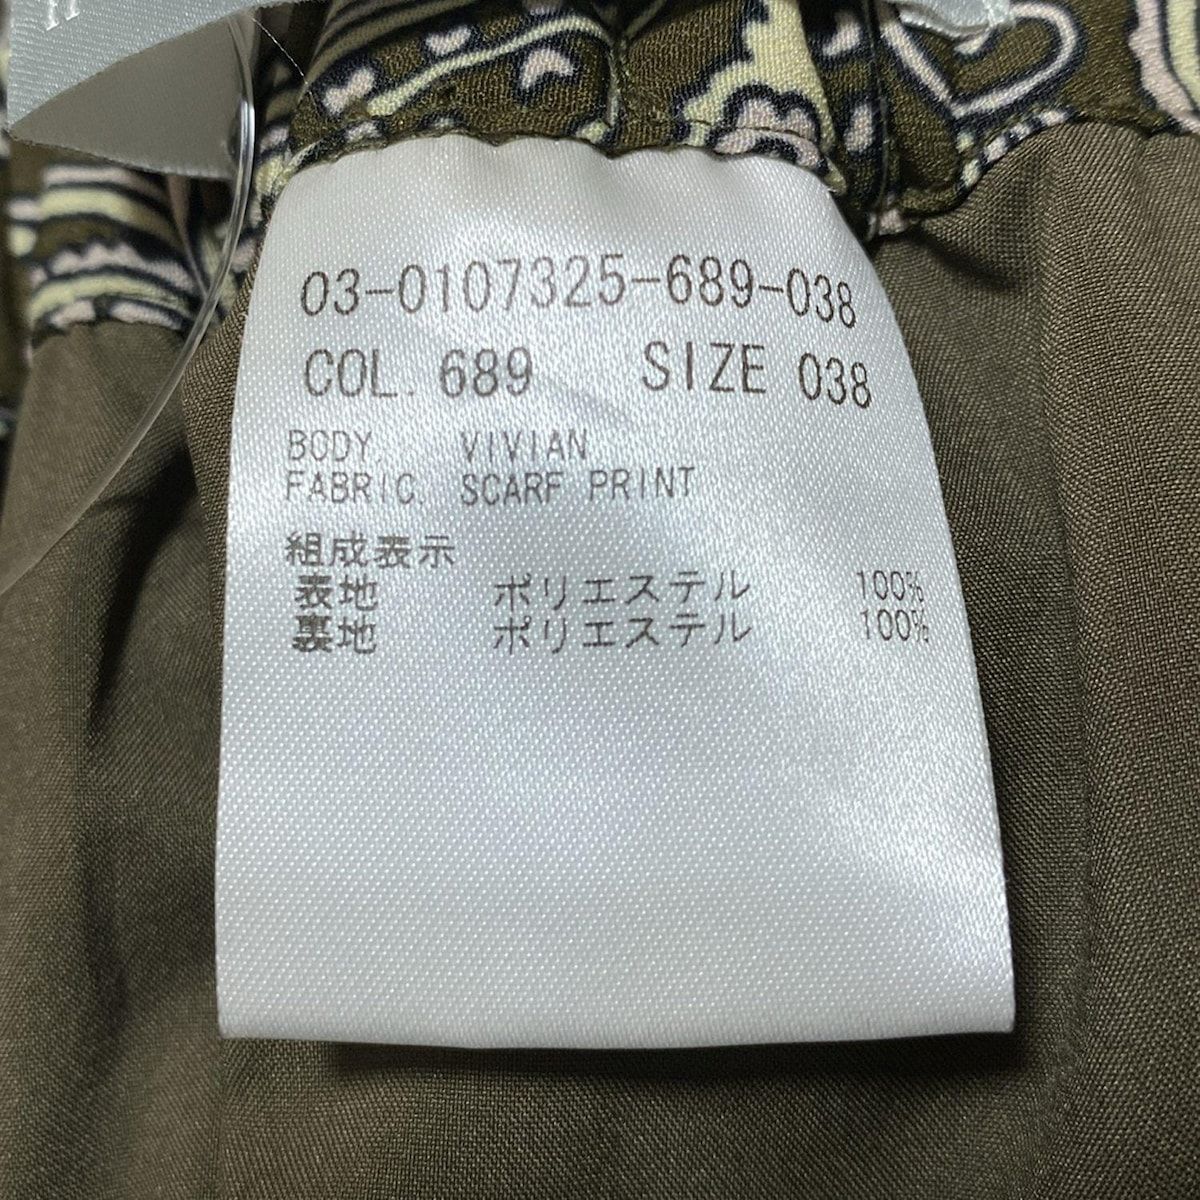 03-0107325-689-038
COL. 689 SIZE 038
BODY. VIVIAN
FABRIC. SCARF PRINT
組成表示
表地 ポリエステル 100%
裏地 ポリエステル 100%